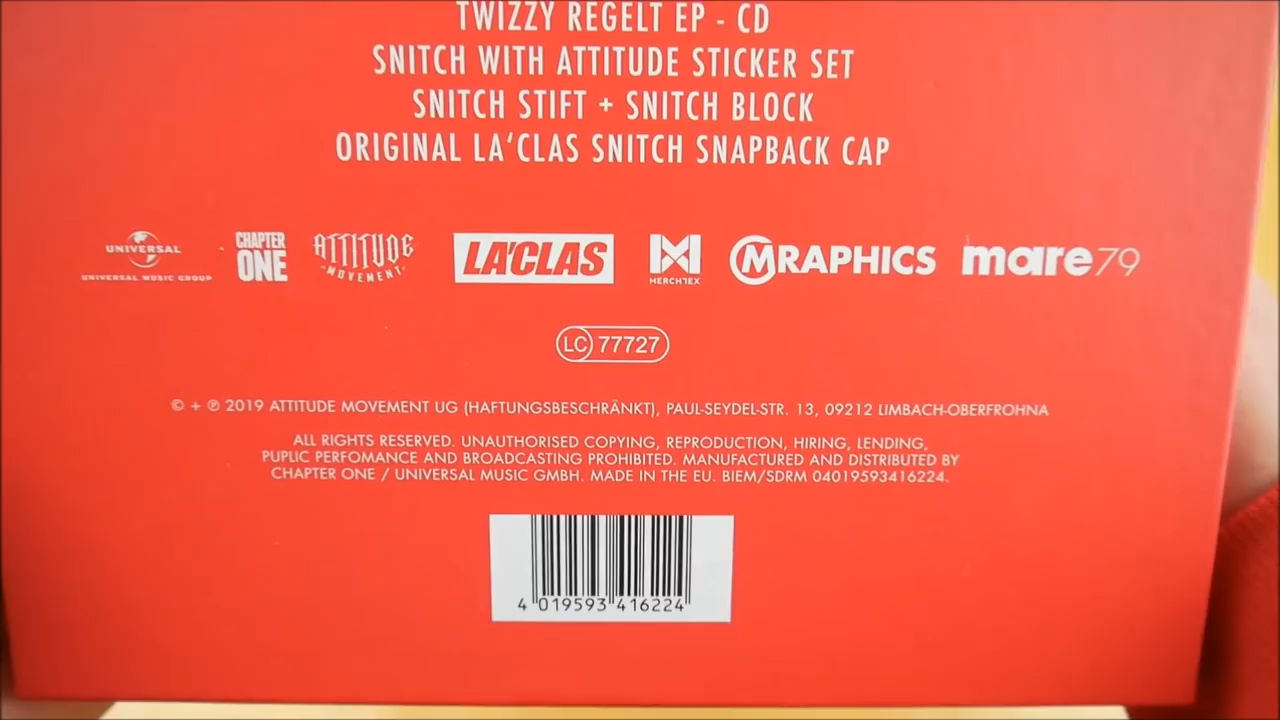 TWIZZY REGELT EP - CD
SNITCH WITH ATTITUDE STICKER SET
SNITCH STIFT + SNITCH BLOCK
ORIGINAL LA'CLAS SNITCH SNAPBACK CAP
UNIVERSAL
UNIVERSAL MUSIC GROUP
CHAPTER
ONE
ATTITUDE
MOVEMENT
LA'CLAS
MERCHTEX
MRAPHICS
mare79
LC 77727
© + ℗ 2019 ATTITUDE MOVEMENT UG (HAFTUNGSBESCHRÄNKT), PAUL-SEYDEL-STR. 13, 09212 LIMBACH-OBERFROHNA
ALL RIGHTS RESERVED. UNAUTHORISED COPYING, REPRODUCTION, HIRING, LENDING,
PUPLIC PERFOMANCE AND BROADCASTING PROHIBITED. MANUFACTURED AND DISTRIBUTED BY
CHAPTER ONE / UNIVERSAL MUSIC GMBH. MADE IN THE EU. BIEM/SDRM 04019593416224.
4 019593 416224